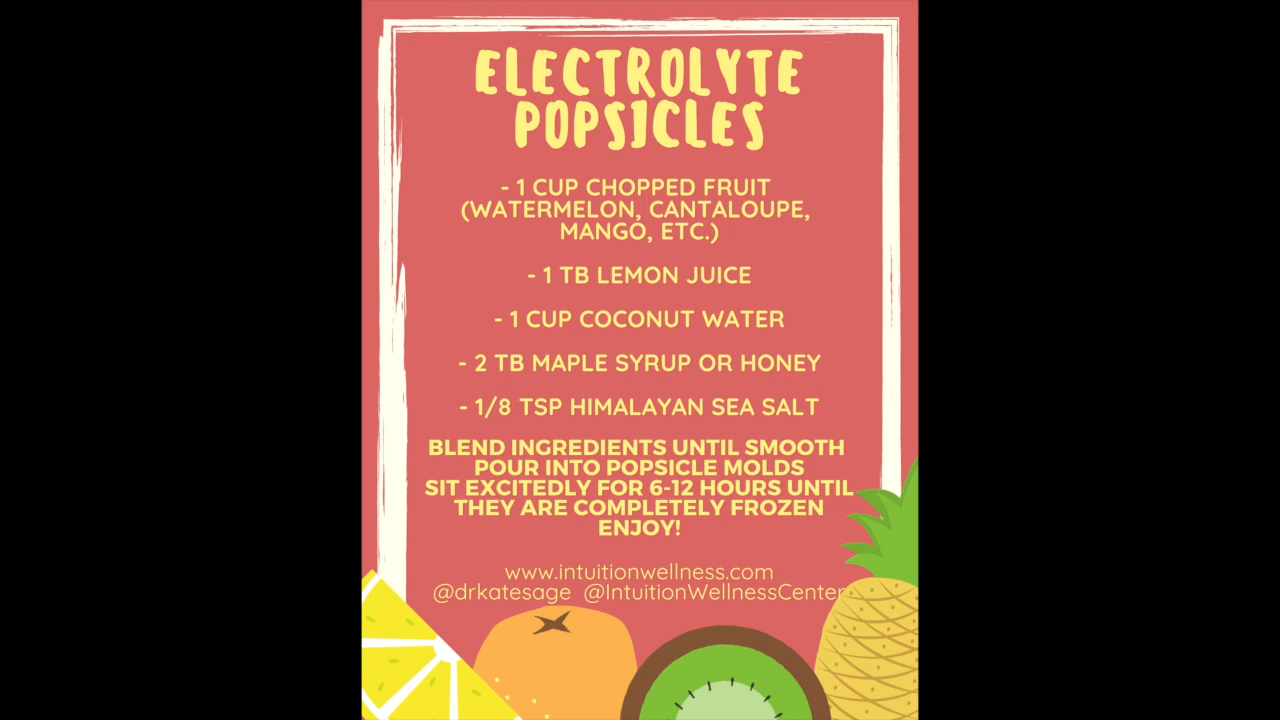 ELECTROLYTE
POPSICLES
- 1 CUP CHOPPED FRUIT
(WATERMELON, CANTALOUPE,
MANGO, ETC.)
- 1 TB LEMON JUICE
- 1 CUP COCONUT WATER
- 2 TB MAPLE SYRUP OR HONEY
- 1/8 TSP HIMALAYAN SEA SALT
BLEND INGREDIENTS UNTIL SMOOTH
POUR INTO POPSICLE MOLDS
SIT EXCITEDLY FOR 6-12 HOURS UNTIL
THEY ARE COMPLETELY FROZEN
ENJOY!
www.intuitionwellness.com
@drkatesage @IntuitionWellnessCenter